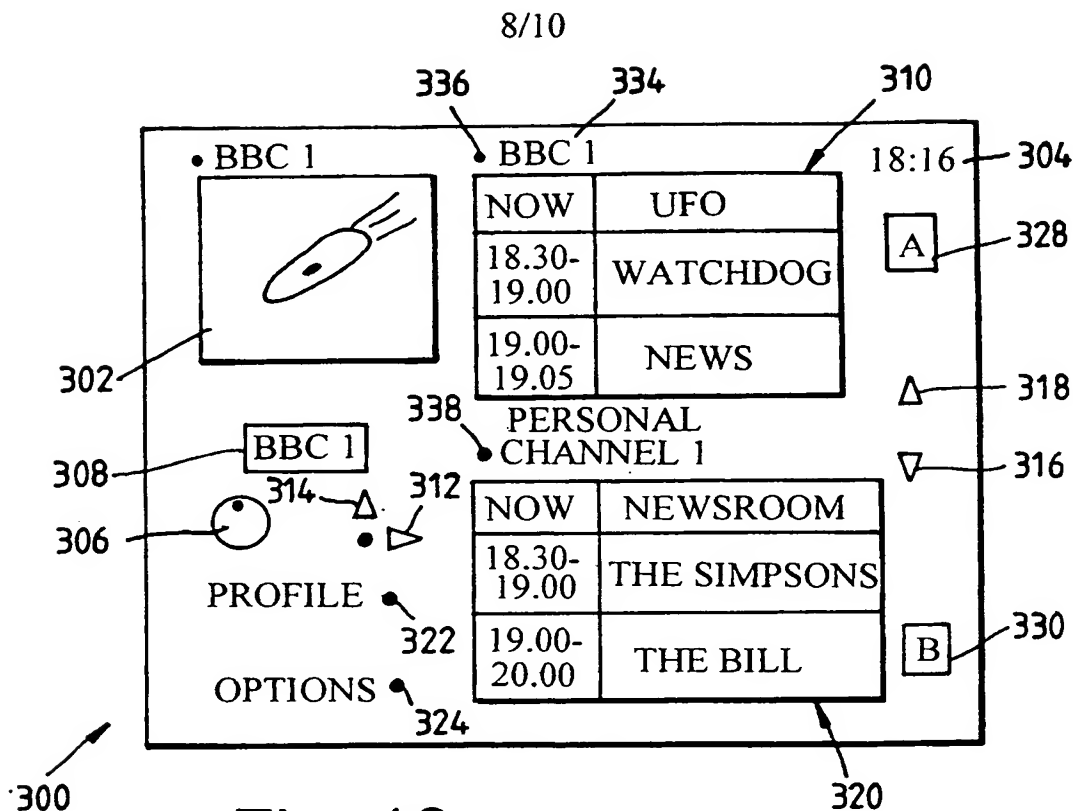 8/10
336 334 310
BBC 1 BBC 1 18:16 304
NOW UFO
A 328
18.30-
19.00 WATCHDOG
19.00-
19.05 NEWS
302
338 318
PERSONAL
CHANNEL 1
308 BBC 1 316
314 312
306
NOW NEWSROOM
18.30-
19.00 THE SIMPSONS
PROFILE
322
19.00-
20.00 THE BILL
B 330
OPTIONS
324
300 320